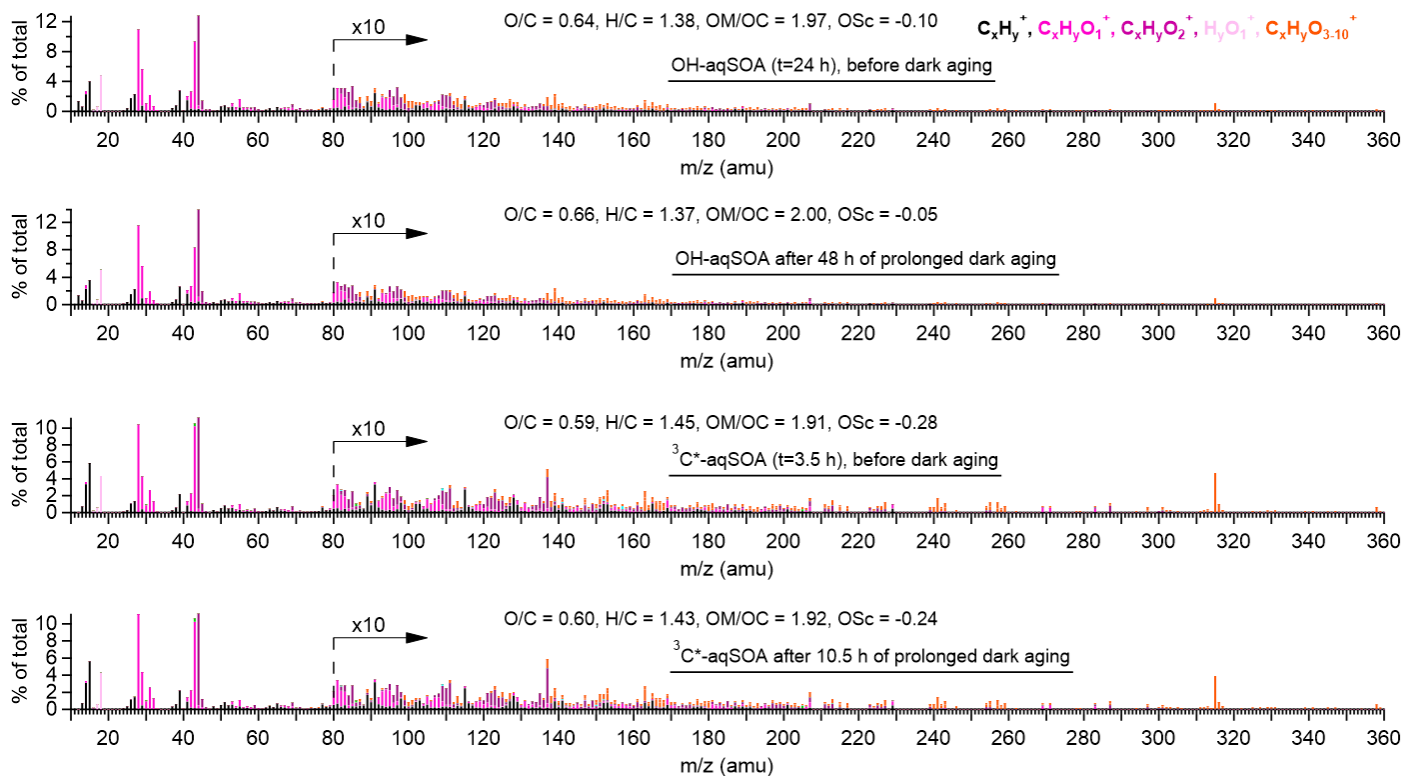 O/C = 0.64, H/C = 1.38, OM/OC = 1.97, OSc = -0.10
CxHy+, CxHyO1+, CxHyO2+, HyO1+, CxHyO3-10+
x10
OH-aqSOA (t=24 h), before dark aging
% of total
12
8
4
0
20 40 60 80 100 120 140 160 180 200 220 240 260 280 300 320 340 360
m/z (amu)
O/C = 0.66, H/C = 1.37, OM/OC = 2.00, OSc = -0.05
x10
OH-aqSOA after 48 h of prolonged dark aging
% of total
12
8
4
0
20 40 60 80 100 120 140 160 180 200 220 240 260 280 300 320 340 360
m/z (amu)
O/C = 0.59, H/C = 1.45, OM/OC = 1.91, OSc = -0.28
x10
3C*-aqSOA (t=3.5 h), before dark aging
% of total
10
8
6
4
2
0
20 40 60 80 100 120 140 160 180 200 220 240 260 280 300 320 340 360
m/z (amu)
O/C = 0.60, H/C = 1.43, OM/OC = 1.92, OSc = -0.24
x10
3C*-aqSOA after 10.5 h of prolonged dark aging
% of total
10
8
6
4
2
0
20 40 60 80 100 120 140 160 180 200 220 240 260 280 300 320 340 360
m/z (amu)